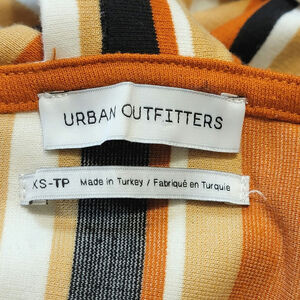 URBAN OUTFITTERS
XS-TP Made in Turkey / Fabriqué en Turquie